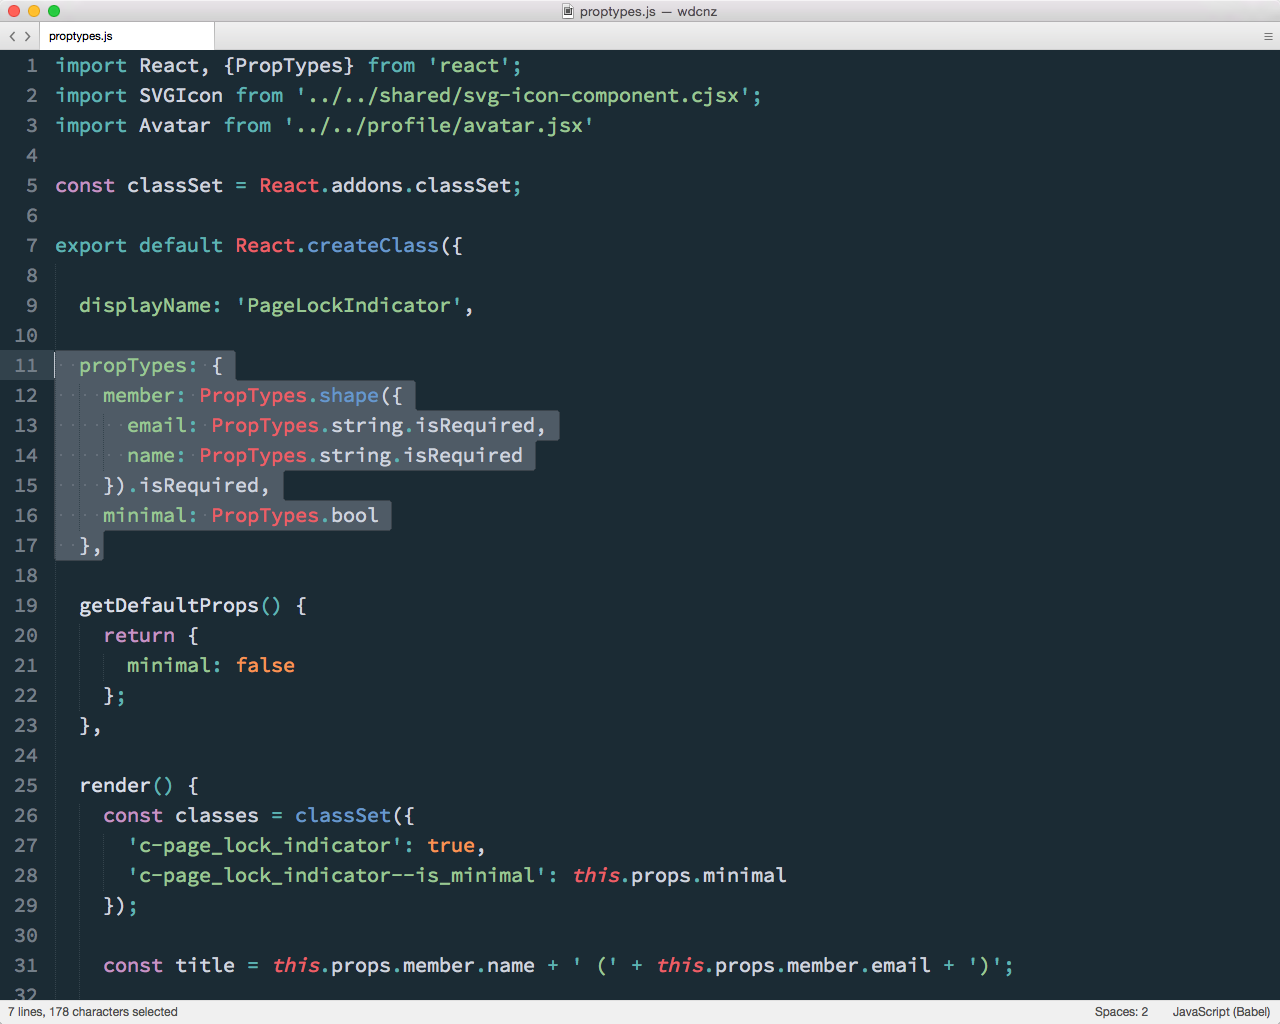 proptypes.js — wdcnz
proptypes.js
1 import React, {PropTypes} from 'react';
2 import SVGIcon from '../../shared/svg-icon-component.cjsx';
3 import Avatar from '../../profile/avatar.jsx'
4
5 const classSet = React.addons.classSet;
6
7 export default React.createClass({
8
9 displayName: 'PageLockIndicator',
10
11 propTypes: {
12 member: PropTypes.shape({
13 email: PropTypes.string.isRequired,
14 name: PropTypes.string.isRequired
15 }).isRequired,
16 minimal: PropTypes.bool
17 },
18
19 getDefaultProps() {
20 return {
21 minimal: false
22 };
23 },
24
25 render() {
26 const classes = classSet({
27 'c-page_lock_indicator': true,
28 'c-page_lock_indicator--is_minimal': this.props.minimal
29 });
30
31 const title = this.props.member.name + ' (' + this.props.member.email + ')';
32
7 lines, 178 characters selected
Spaces: 2
JavaScript (Babel)